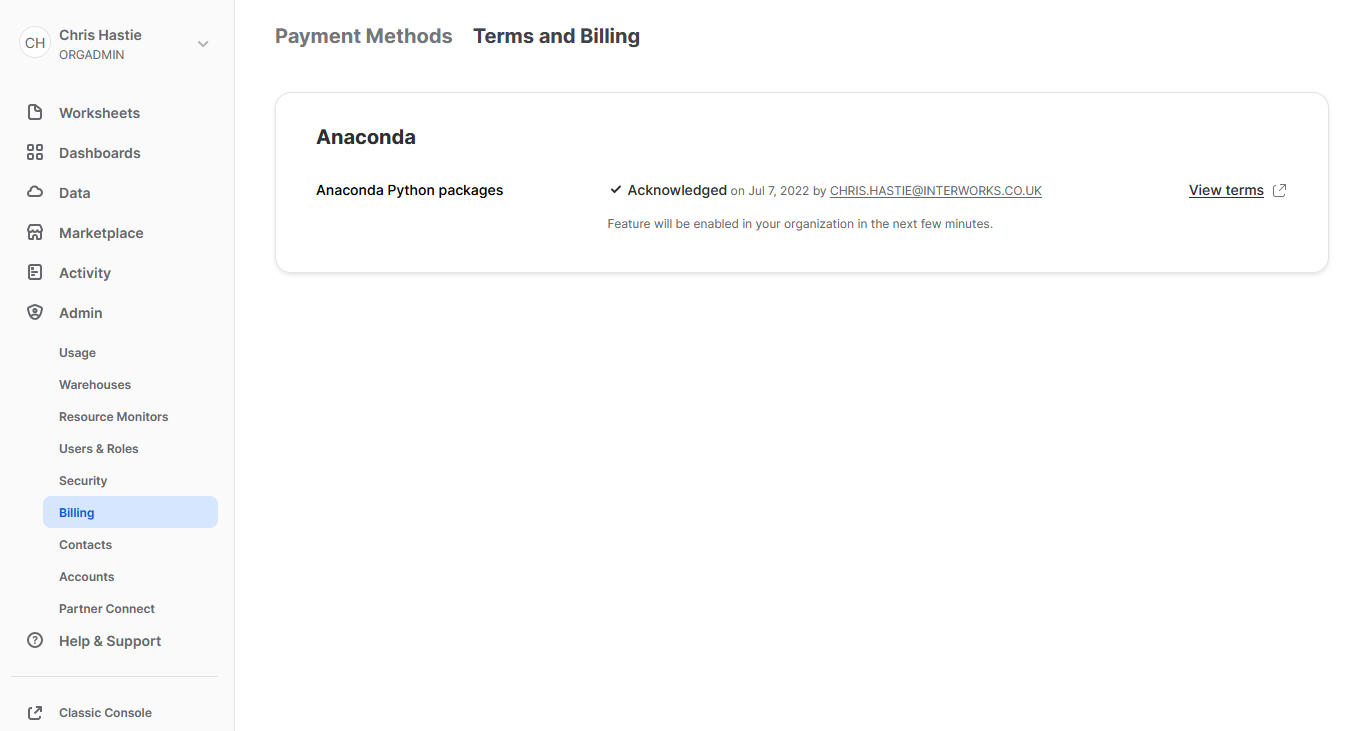 CH
Chris Hastie
ORGADMIN
Worksheets
Dashboards
Data
Marketplace
Activity
Admin
Usage
Warehouses
Resource Monitors
Users & Roles
Security
Billing
Contacts
Accounts
Partner Connect
Help & Support
Classic Console
Payment Methods Terms and Billing
Anaconda
Anaconda Python packages ✓ Acknowledged on Jul 7, 2022 by CHRIS.HASTIE@INTERWORKS.CO.UK View terms
Feature will be enabled in your organization in the next few minutes.